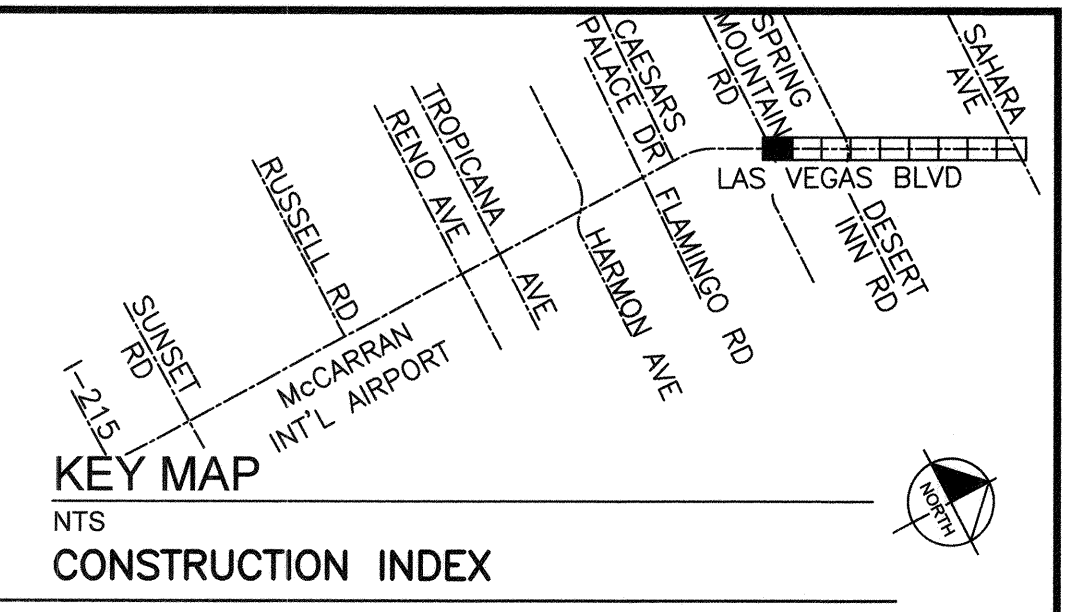 CAESARS
PALACE DR
SPRING
MOUNTAIN
RD
SAHARA
AVE
TROPICANA
AVE
RENO AVE
LAS VEGAS BLVD
RUSSELL RD
FLAMINGO RD
DESERT
INN RD
HARMON AVE
SUNSET
RD
McCARRAN
INT'L AIRPORT
I-215
KEY MAP
NORTH
NTS
CONSTRUCTION INDEX